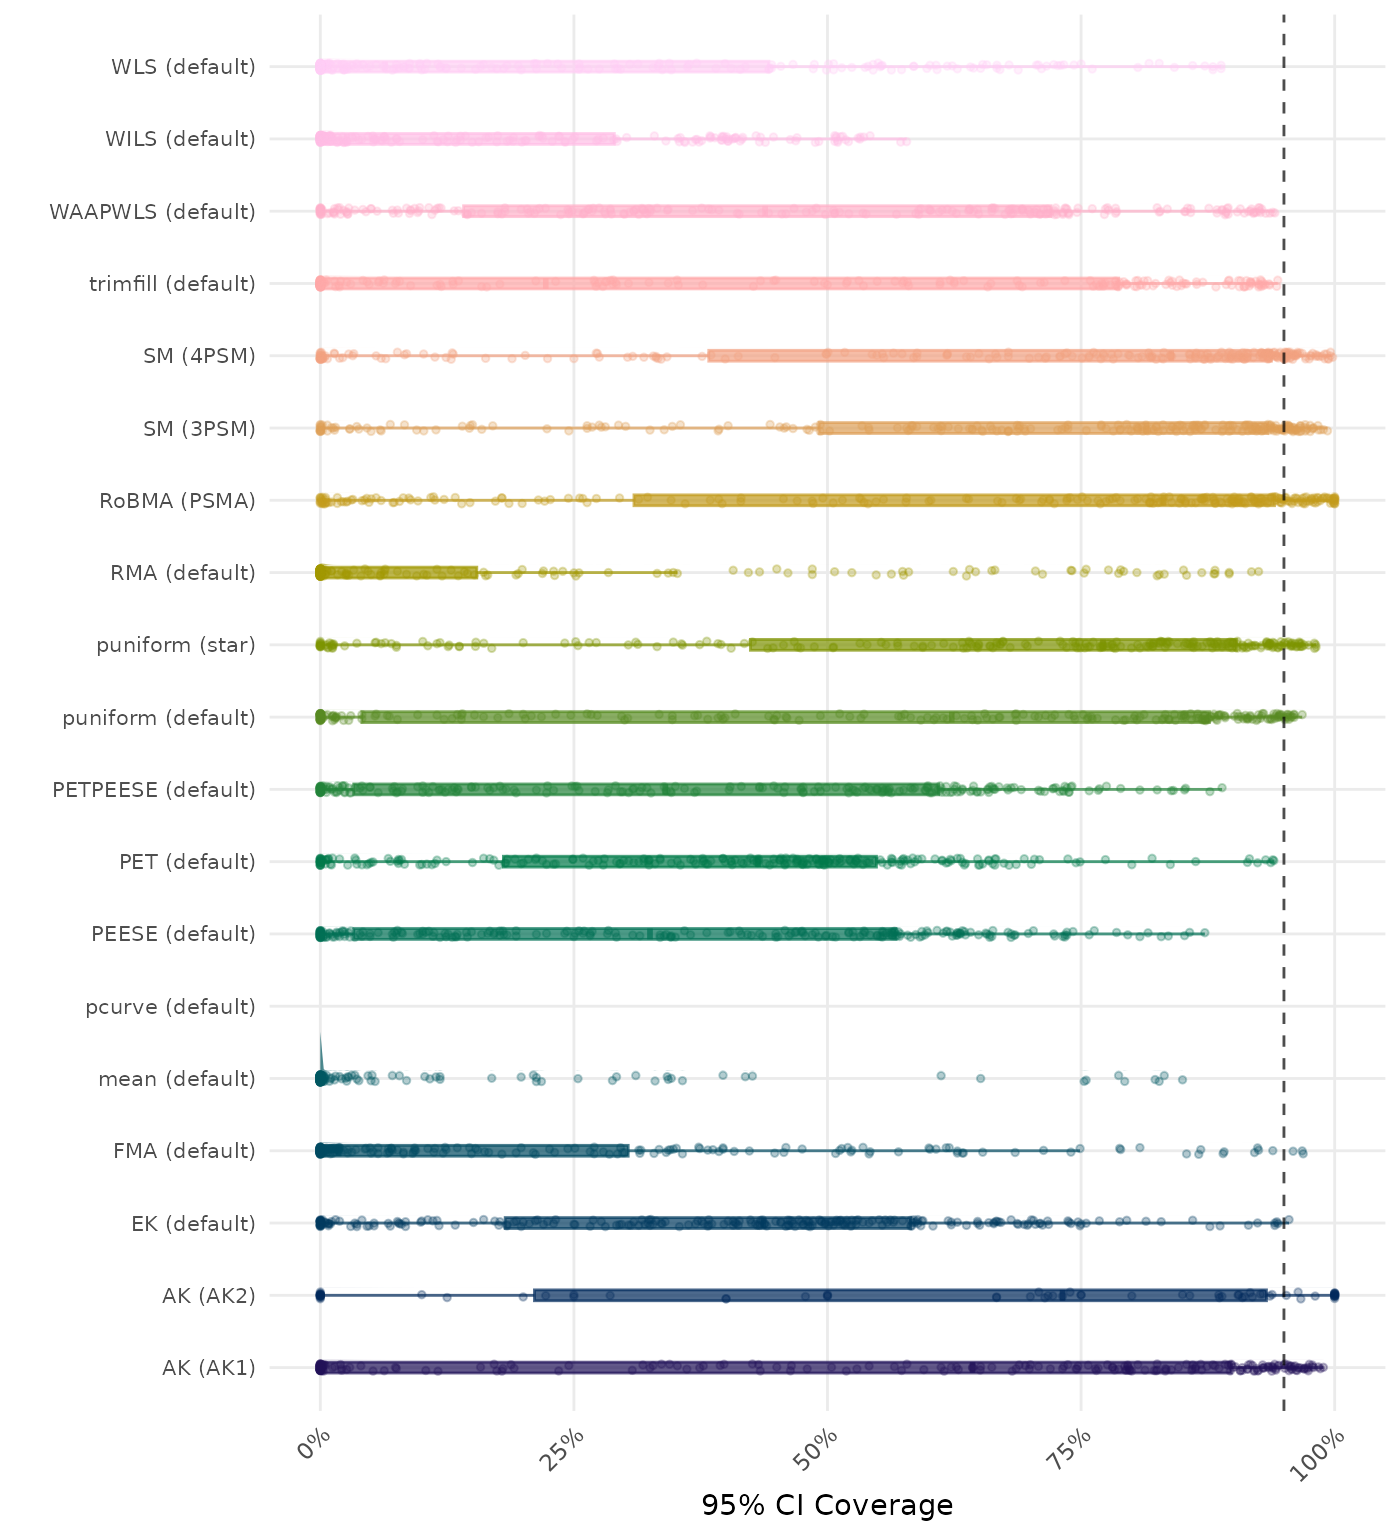 WLS (default)
WILS (default)
WAAPWLS (default)
trimfill (default)
SM (4PSM)
SM (3PSM)
RoBMA (PSMA)
RMA (default)
puniform (star)
puniform (default)
PETPEESE (default)
PET (default)
PEESE (default)
pcurve (default)
mean (default)
FMA (default)
EK (default)
AK (AK2)
AK (AK1)
0% 25% 50% 75% 100%
95% CI Coverage